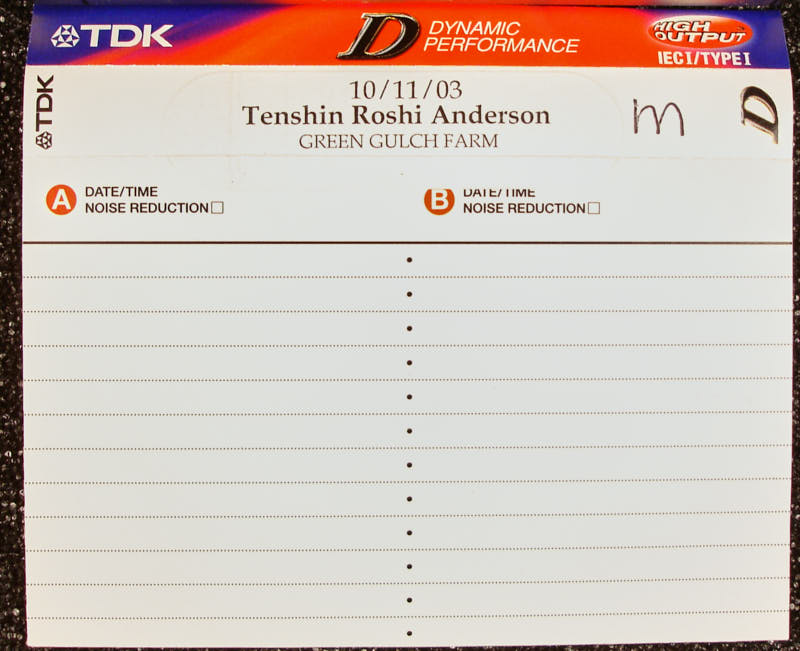 TDK
D DYNAMIC
PERFORMANCE
HIGH
OUTPUT
IEC I/TYPE I
TDK
10/11/03
Tenshin Roshi Anderson
GREEN GULCH FARM
m
D
A DATE/TIME
NOISE REDUCTION
B DATE/TIME
NOISE REDUCTION